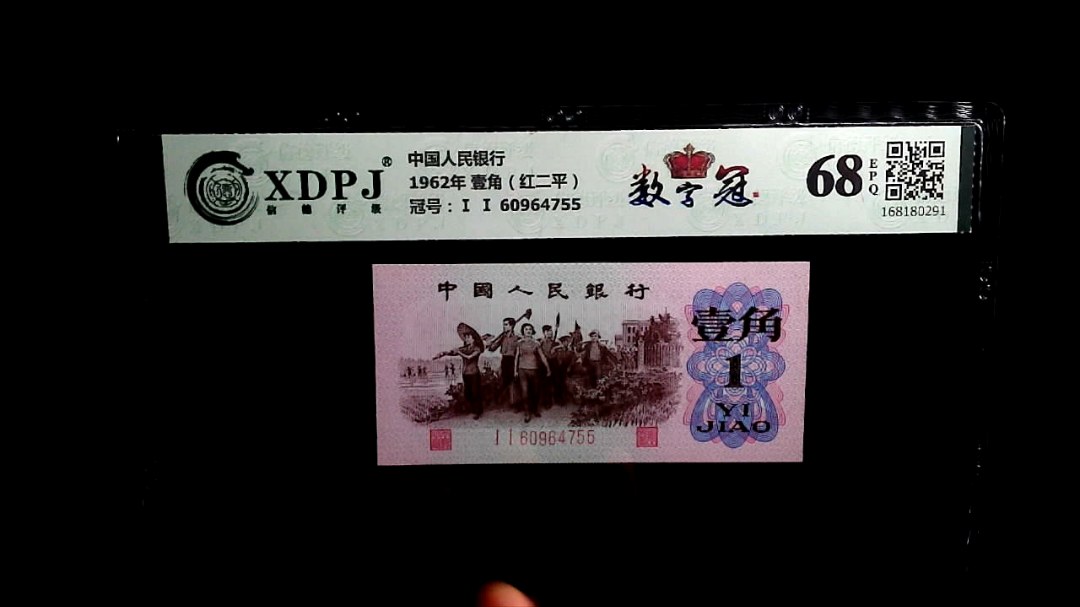 XDPJ®
信德评级
中国人民银行
1962年 壹角（红二平）
冠号：Ⅰ Ⅰ 60964755
数字冠
68
EPQ
168180291
中國人民銀行
壹角
1
YI
JIAO
Ⅰ Ⅰ 60964755